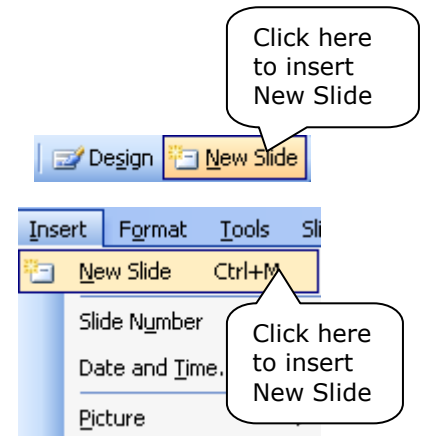 Click here
to insert
New Slide
Design New Slide
Insert Format Tools
New Slide Ctrl+M
Slide Number
Click here
to insert
New Slide
Date and Time.
Picture